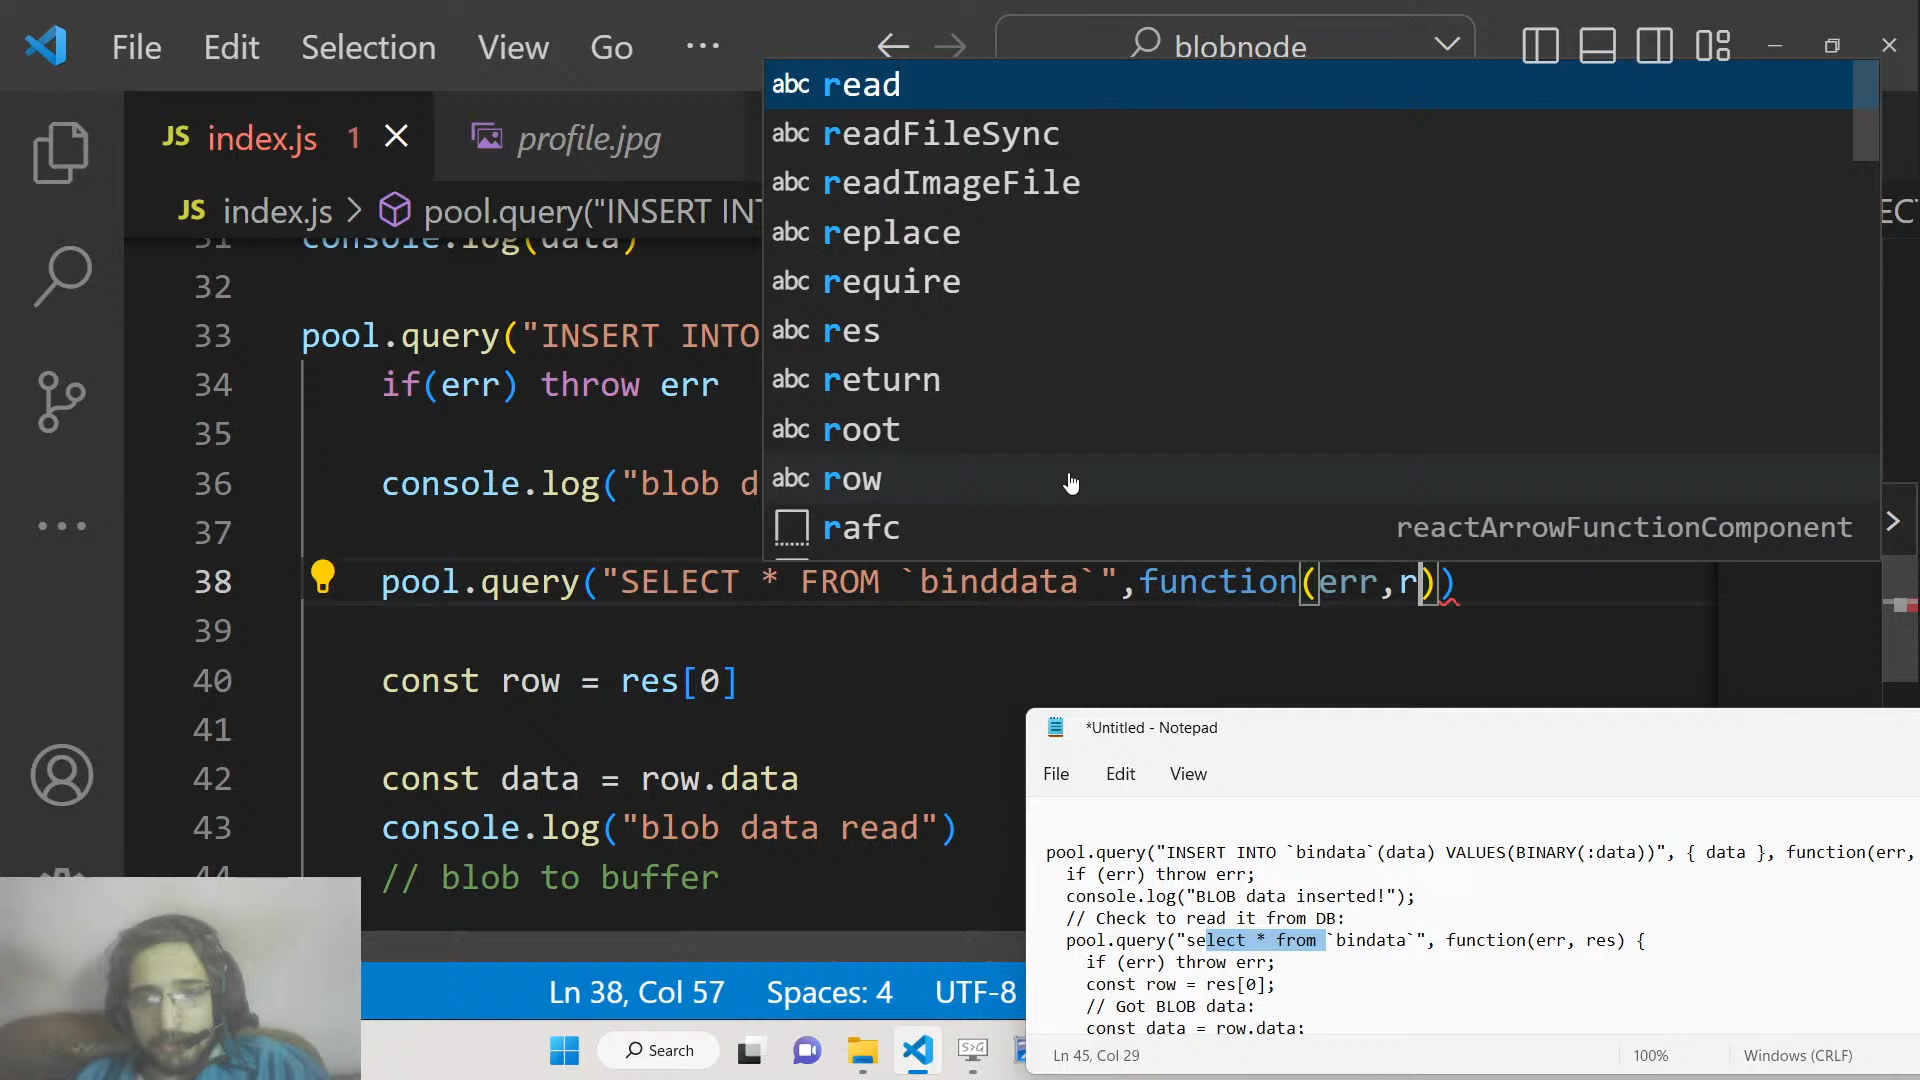 File Edit Selection View Go ... blobnode
JS index.js 1 profile.jpg
JS index.js > pool.query("INSERT INT
ECT
31 console.log(data)
32
33 pool.query("INSERT INTO
34 if(err) throw err
35
36 console.log("blob d
37
38 pool.query("SELECT * FROM `binddata`",function(err,r))
39
40 const row = res[0]
41
42 const data = row.data
43 console.log("blob data read")
44 // blob to buffer
abc read
abc readFileSync
abc readImageFile
abc replace
abc require
abc res
abc return
abc root
abc row
rafc reactArrowFunctionComponent
*Untitled - Notepad
File Edit View
pool.query("INSERT INTO `bindata`(data) VALUES(BINARY(:data))", { data }, function(err,
if (err) throw err;
console.log("BLOB data inserted!");
// Check to read it from DB:
pool.query("select * from `bindata`", function(err, res) {
if (err) throw err;
const row = res[0];
// Got BLOB data:
const data = row.data;
Ln 45, Col 29 100% Windows (CRLF)
Ln 38, Col 57 Spaces: 4 UTF-8
Search